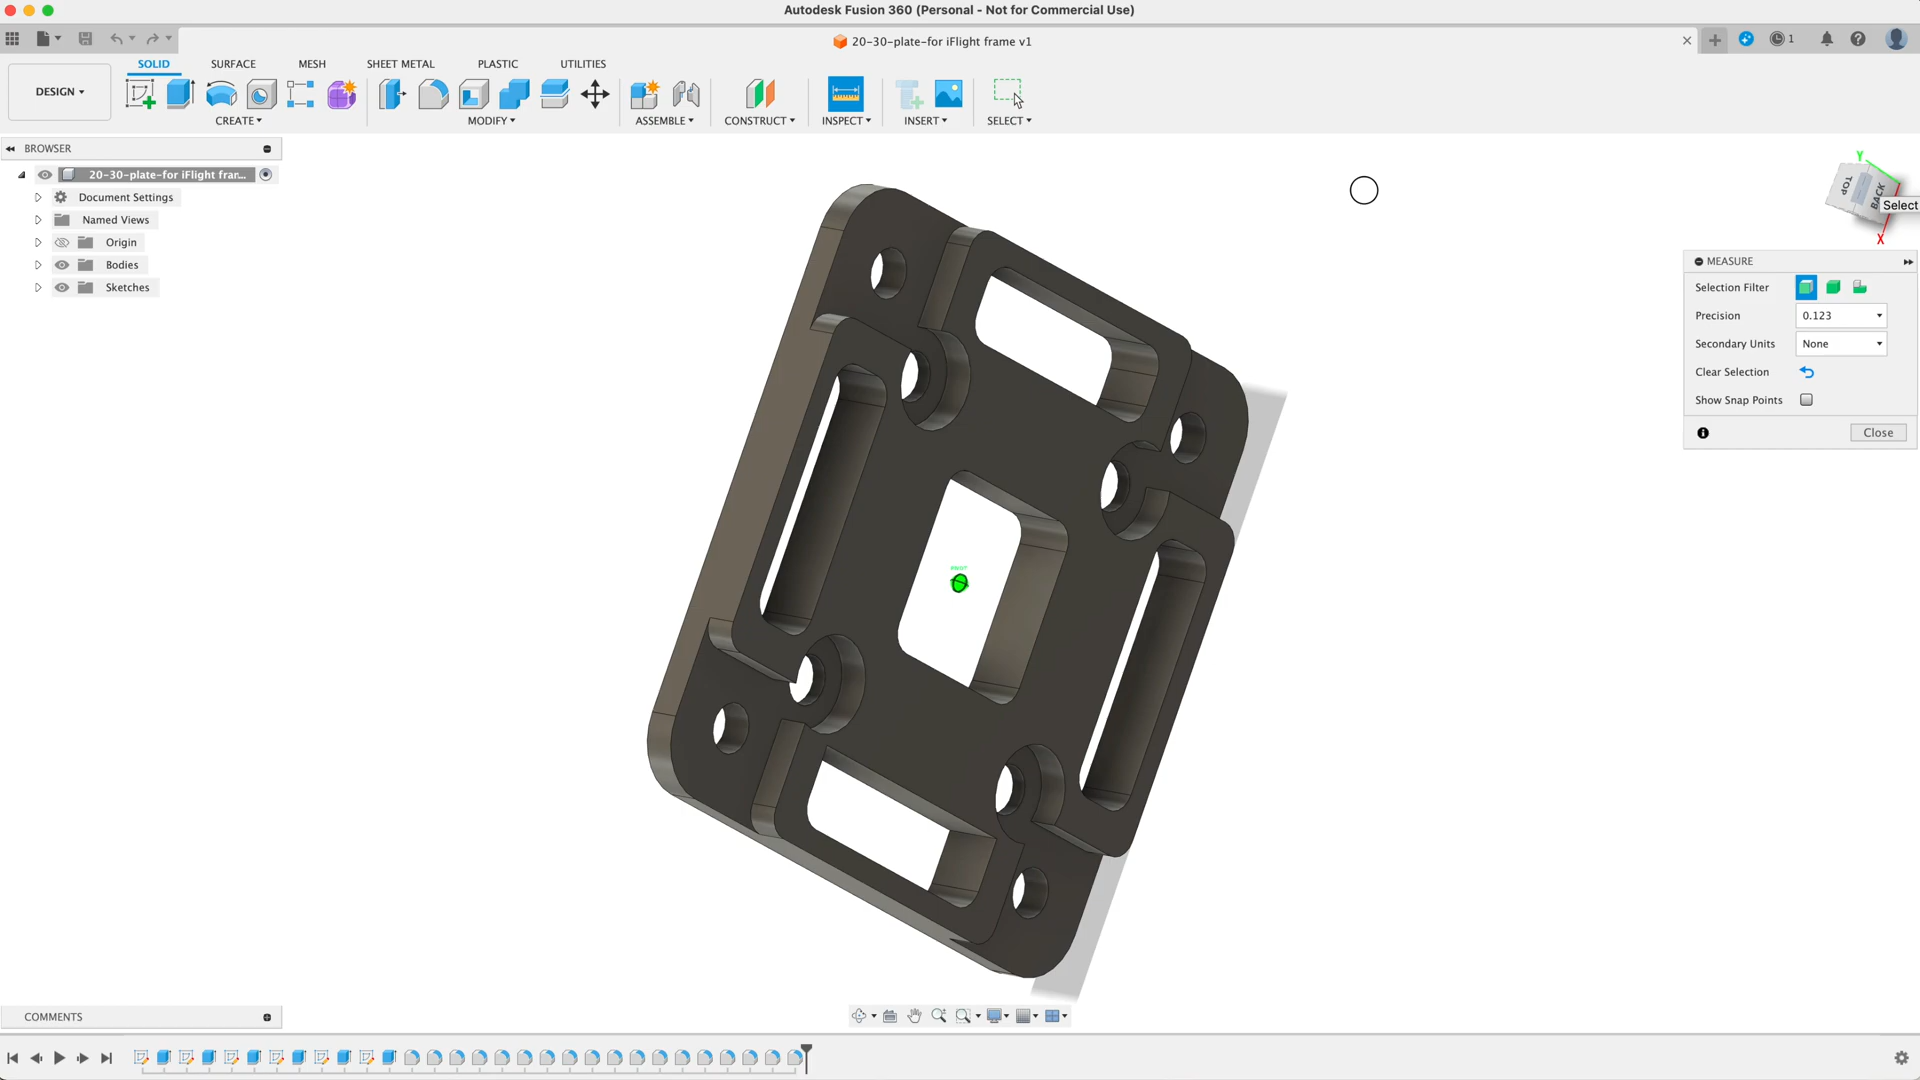 Autodesk Fusion 360 (Personal - Not for Commercial Use)
20-30-plate-for iFlight frame v1
1
DESIGN
SOLID
SURFACE
MESH
SHEET METAL
PLASTIC
UTILITIES
CREATE
MODIFY
ASSEMBLE
CONSTRUCT
INSPECT
INSERT
SELECT
BROWSER
20-30-plate-for iFlight frar...
Document Settings
Named Views
Origin
Bodies
Sketches
Y
TOP
BACK
Select
X
MEASURE
Selection Filter
Precision
0.123
Secondary Units
None
Clear Selection
Show Snap Points
Close
PIVOT
COMMENTS